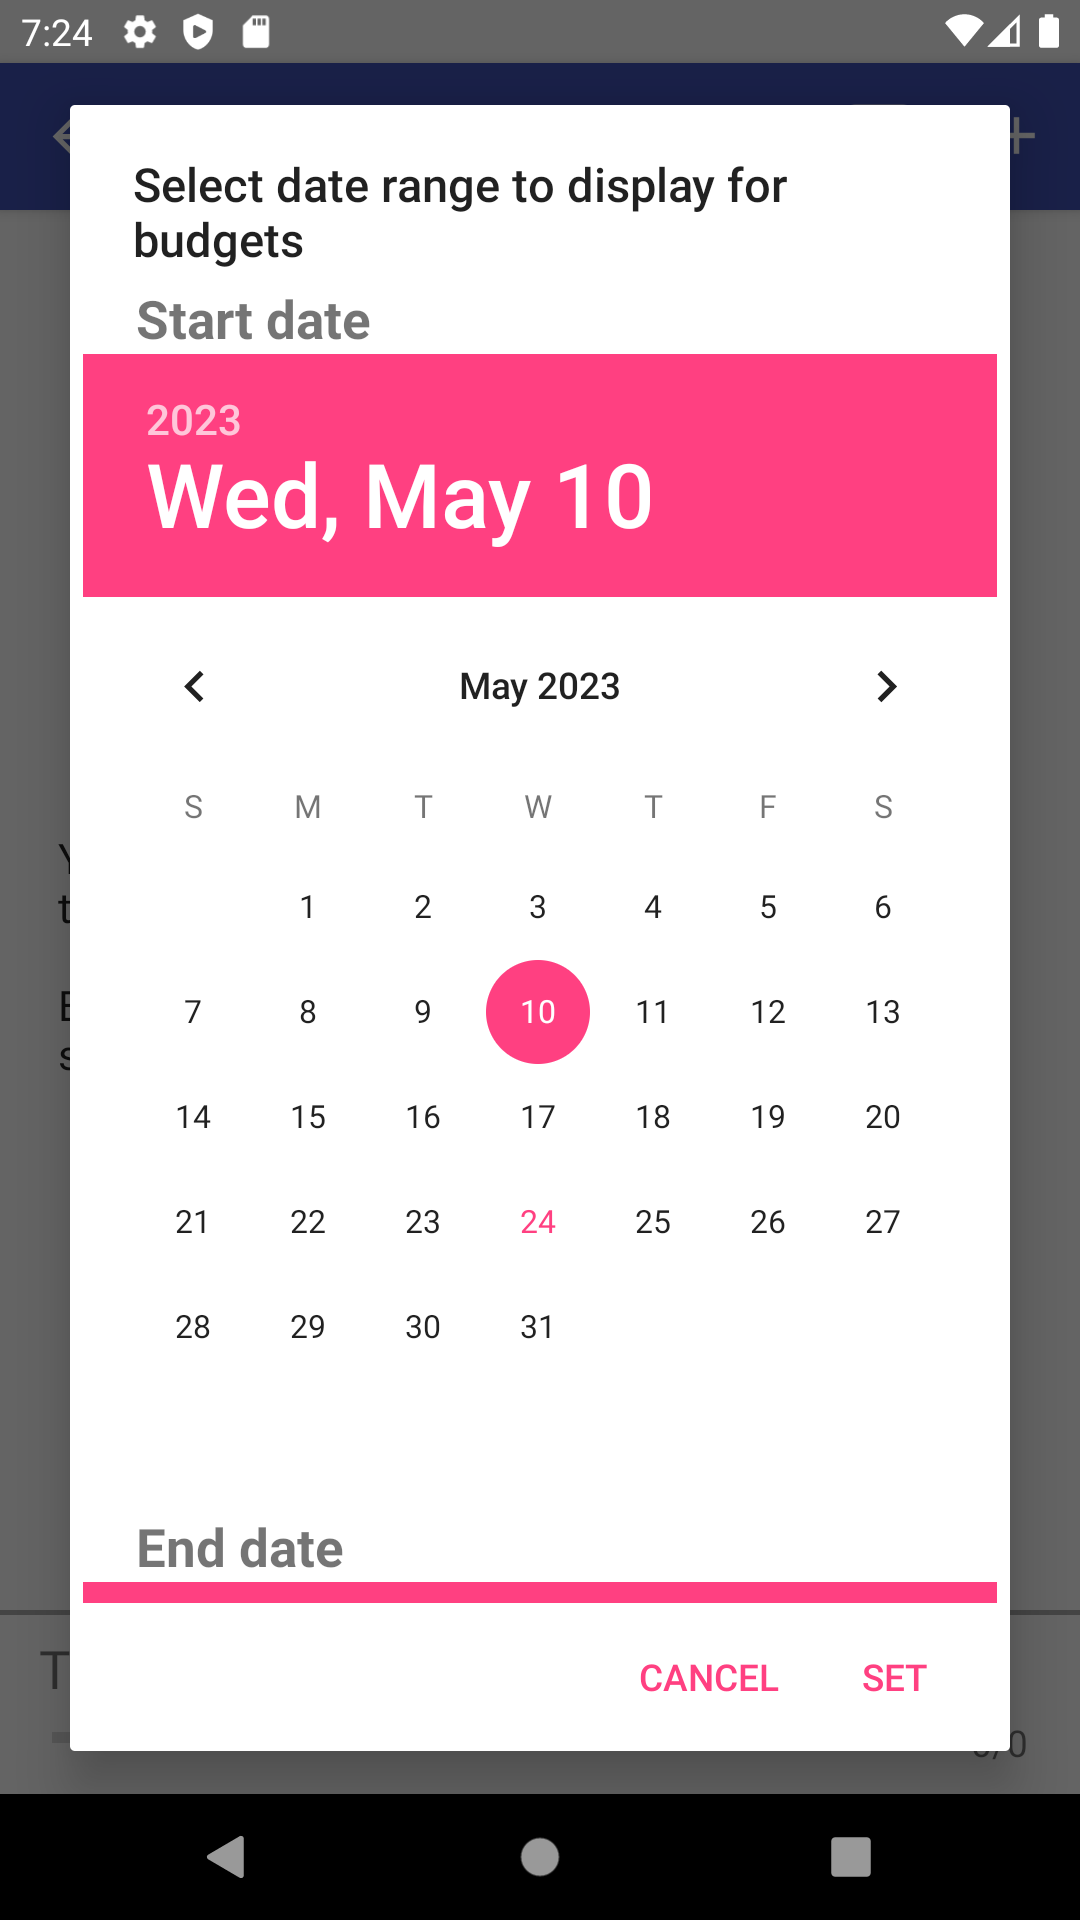 7:24
Select date range to display for
budgets
Start date
2023
Wed, May 10
May 2023
S M T W T F S
1 2 3 4 5 6
7 8 9 10 11 12 13
14 15 16 17 18 19 20
21 22 23 24 25 26 27
28 29 30 31
End date
CANCEL SET